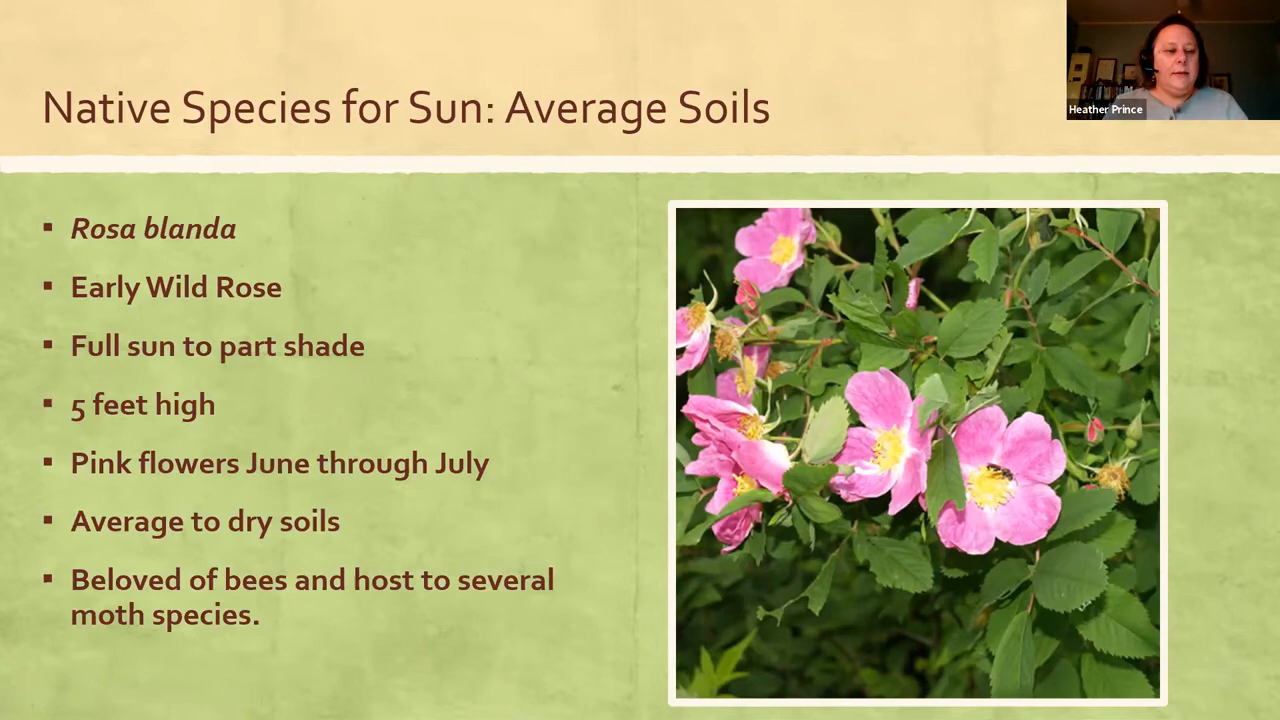 Native Species for Sun: Average Soils
Heather Prince
▪ Rosa blanda
▪ Early Wild Rose
▪ Full sun to part shade
▪ 5 feet high
▪ Pink flowers June through July
▪ Average to dry soils
▪ Beloved of bees and host to several
moth species.